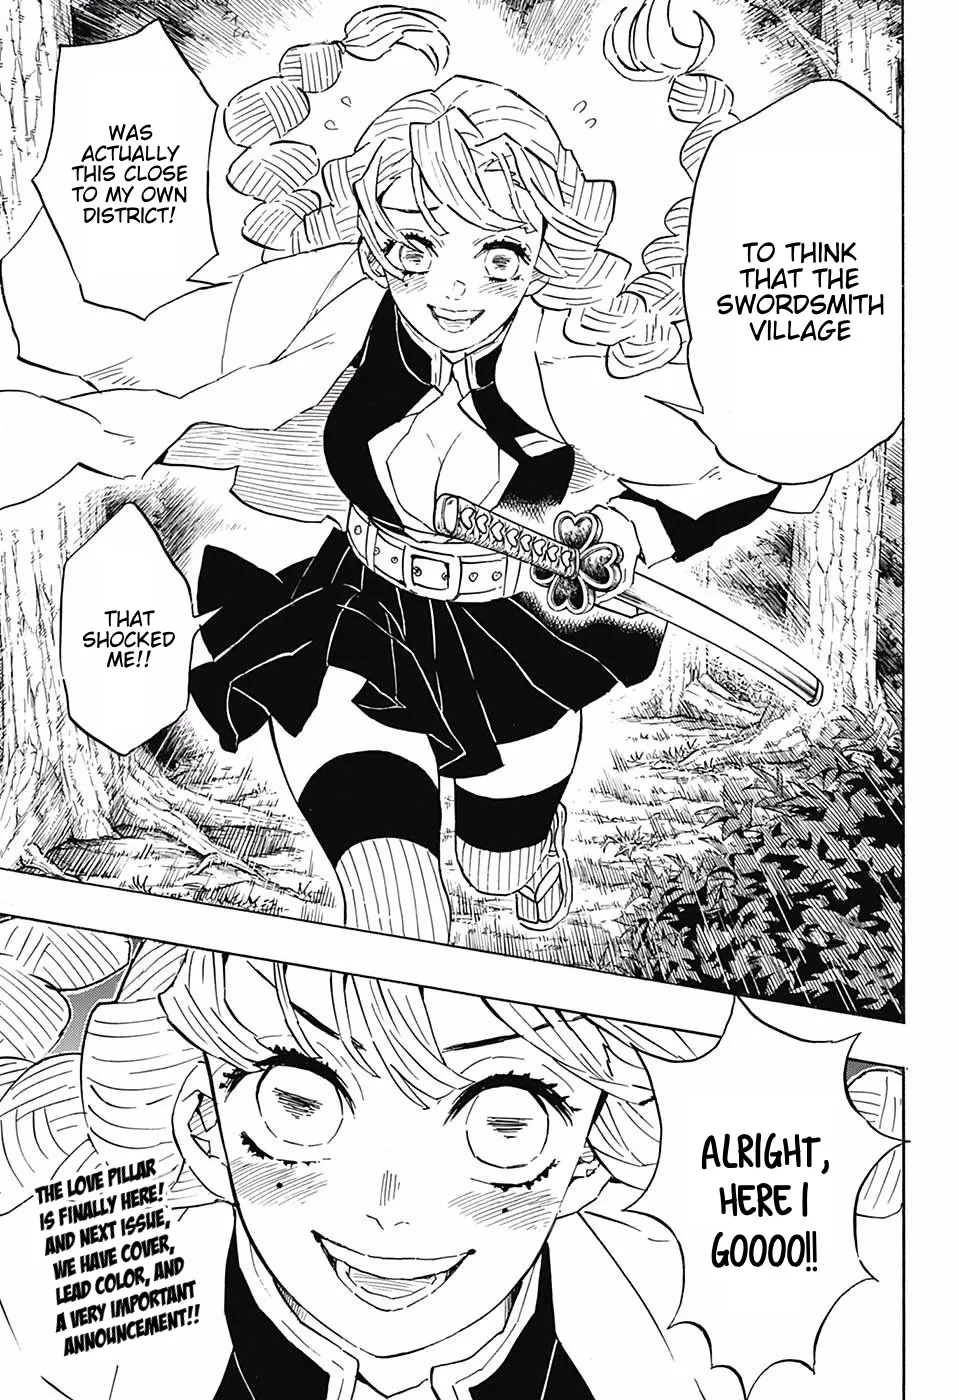 TO THINK
THAT THE
SWORDSMITH
VILLAGE
WAS
ACTUALLY
THIS CLOSE
TO MY OWN
DISTRICT!
THAT
SHOCKED
ME!!
ALRIGHT,
HERE I
GOOOO!!
THE LOVE PILLAR
IS FINALLY HERE!
AND NEXT ISSUE,
WE HAVE COVER,
LEAD COLOR, AND
A VERY IMPORTANT
ANNOUNCEMENT!!